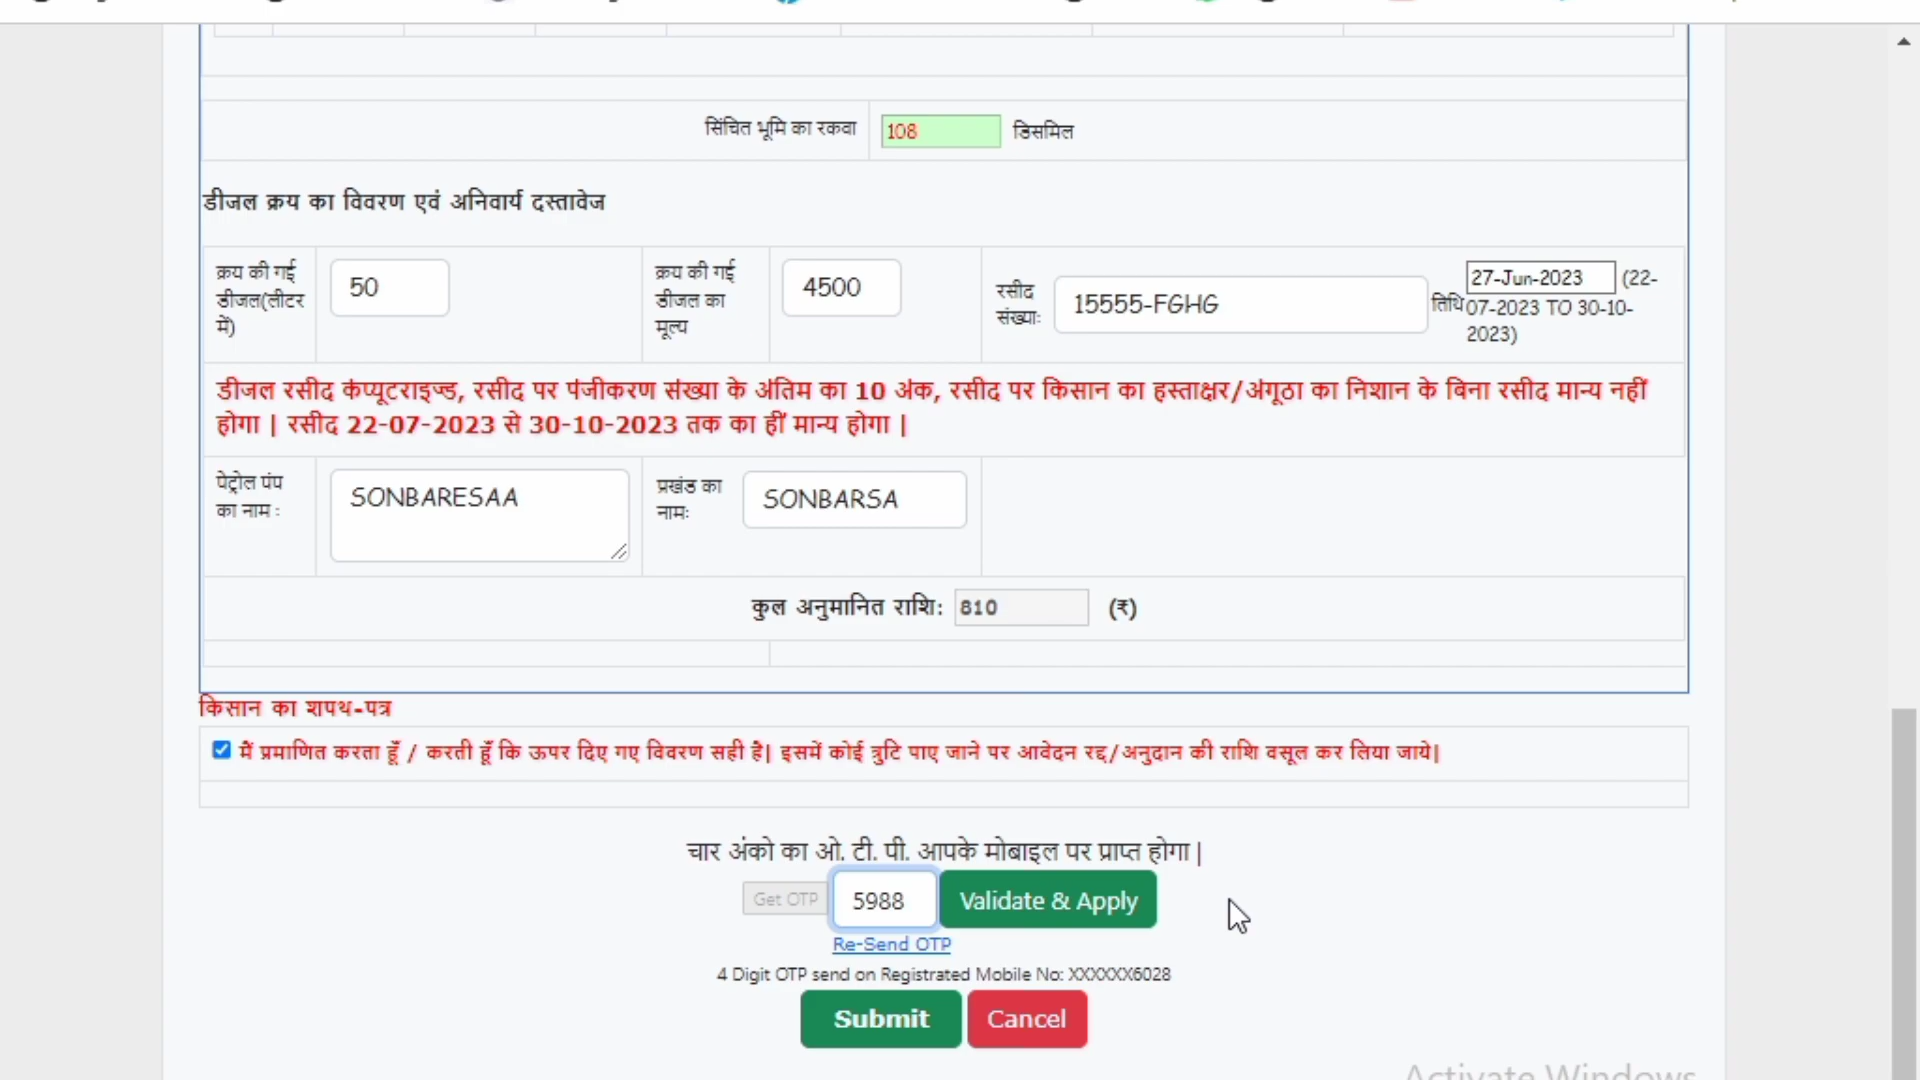 सिंचित भूमि का रकवा 108 डिसमिल
डीजल क्रय का विवरण एवं अनिवार्य दस्तावेज
क्रय की गई
डीजल(लीटर
में)
50
क्रय की गई
डीजल का
मूल्य
4500
रसीद
संख्याः
15555-FGHG
तिथि
27-Jun-2023 (22-
07-2023 TO 30-10-
2023)
डीजल रसीद कंप्यूटराइज्ड, रसीद पर पंजीकरण संख्या के अंतिम का 10 अंक, रसीद पर किसान का हस्ताक्षर/अंगूठा का निशान के बिना रसीद मान्य नहीं
होगा | रसीद 22-07-2023 से 30-10-2023 तक का हीं मान्य होगा |
पेट्रोल पंप
का नाम :
SONBARESAA
प्रखंड का
नामः
SONBARSA
कुल अनुमानित राशि: 810 (₹)
किसान का शपथ-पत्र
मैं प्रमाणित करता हूँ / करती हूँ कि ऊपर दिए गए विवरण सही है| इसमें कोई त्रुटि पाए जाने पर आवेदन रद्द/अनुदान की राशि वसूल कर लिया जाये|
चार अंको का ओ. टी. पी. आपके मोबाइल पर प्राप्त होगा |
Get OTP 5988 Validate & Apply
Re-Send OTP
4 Digit OTP send on Registrated Mobile No: XXXXXX6028
Submit Cancel
Activate Windows